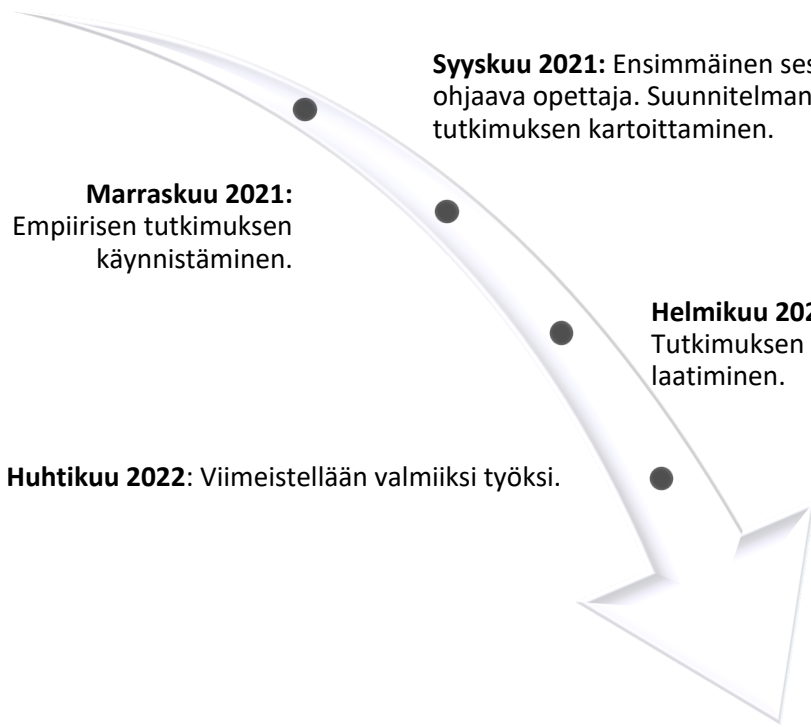 Syyskuu 2021: Ensimmäinen
ohjaava opettaja. Suunnitelman
tutkimuksen kartoittaminen.
Marraskuu 2021:
Empiirisen tutkimuksen
käynnistäminen.
Helmikuu
Tutkimuksen
laatiminen.
Huhtikuu 2022: Viimeistellään valmiiksi työksi.